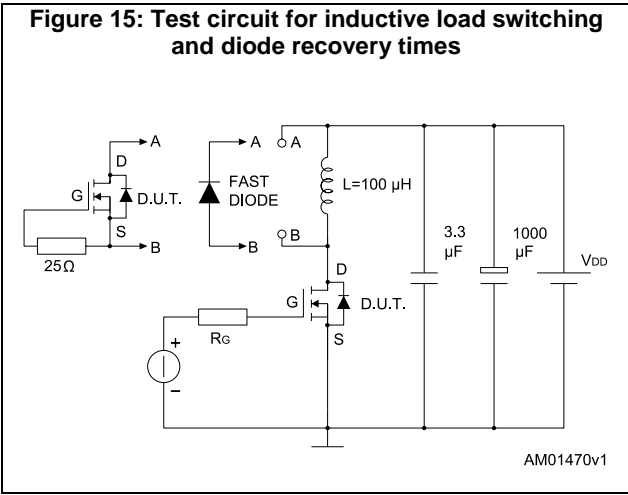 Figure 15: Test circuit for inductive load switching
and diode recovery times
A
D
G
D.U.T.
S
B
25Ω
A
FAST
DIODE
B
A
L=100 µH
B
D
G
D.U.T.
S
RG
+
-
3.3
µF
1000
µF
VDD
AM01470v1